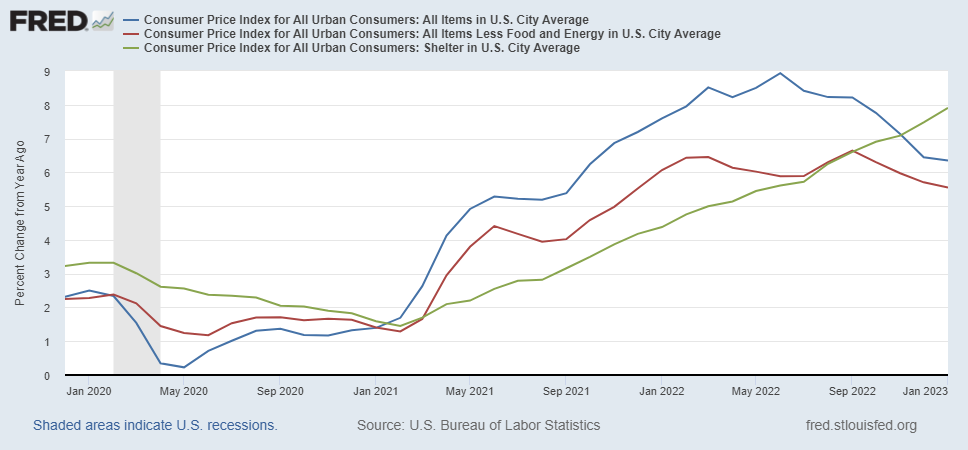 FRED
Consumer Price Index for All Urban Consumers: All Items in U.S. City Average
Consumer Price Index for All Urban Consumers: All Items Less Food and Energy in U.S. City Average
Consumer Price Index for All Urban Consumers: Shelter in U.S. City Average
Percent Change from Year Ago
9
8
7
6
5
4
3
2
1
0
Jan 2020 May 2020 Sep 2020 Jan 2021 May 2021 Sep 2021 Jan 2022 May 2022 Sep 2022 Jan 2023
Shaded areas indicate U.S. recessions. Source: U.S. Bureau of Labor Statistics fred.stlouisfed.org